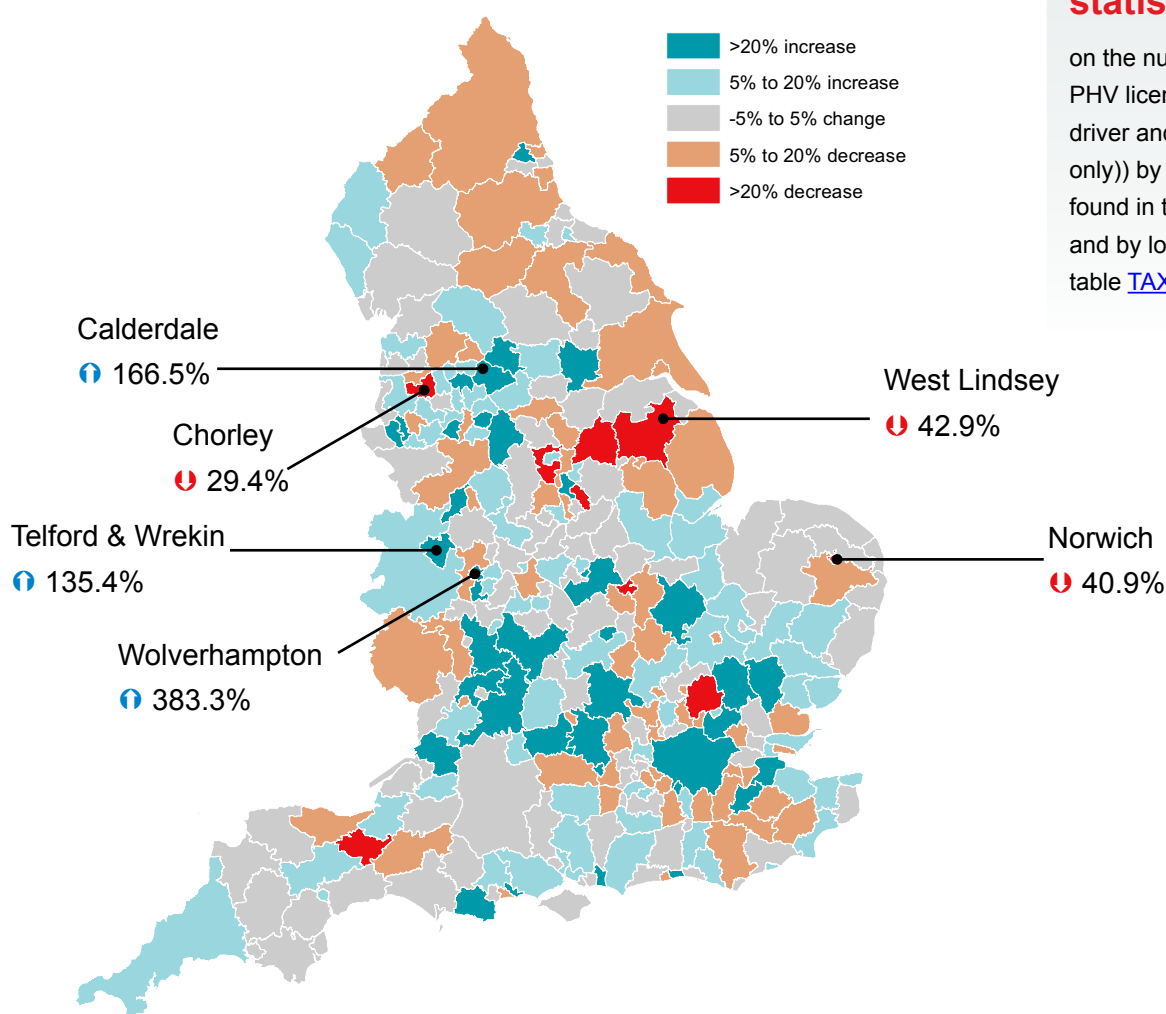 statis
on the nu
PHV licen
driver and
only)) by
found in t
and by lo
table TAX
>20% increase
5% to 20% increase
-5% to 5% change
5% to 20% decrease
>20% decrease
Calderdale
166.5%
Chorley
29.4%
Telford & Wrekin
135.4%
Wolverhampton
383.3%
West Lindsey
42.9%
Norwich
40.9%